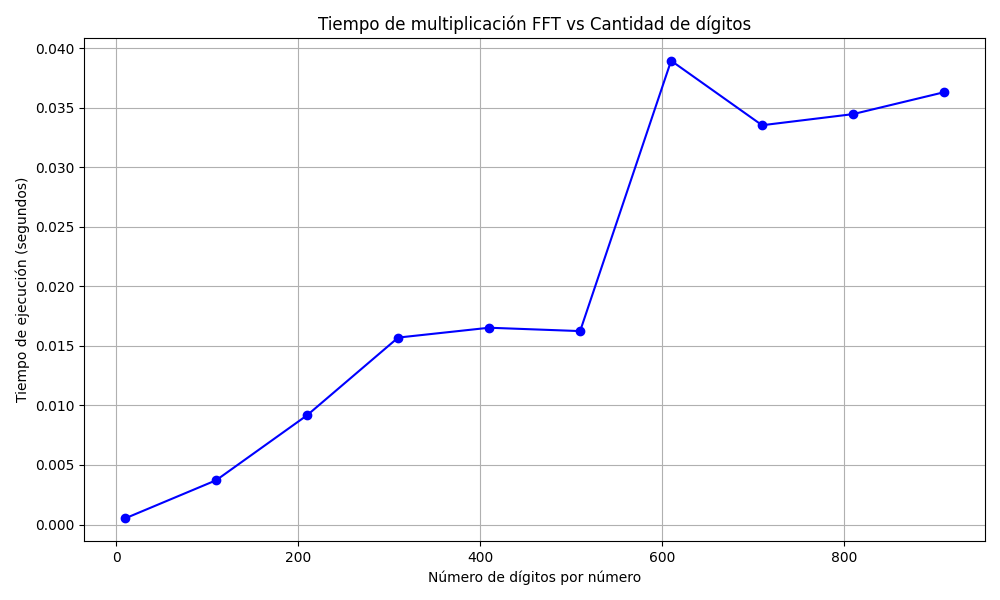 Tiempo de multiplicación FFT vs Cantidad de dígitos
Tiempo de ejecución (segundos)
0.040
0.035
0.030
0.025
0.020
0.015
0.010
0.005
0.000
0 200 400 600 800
Número de dígitos por número